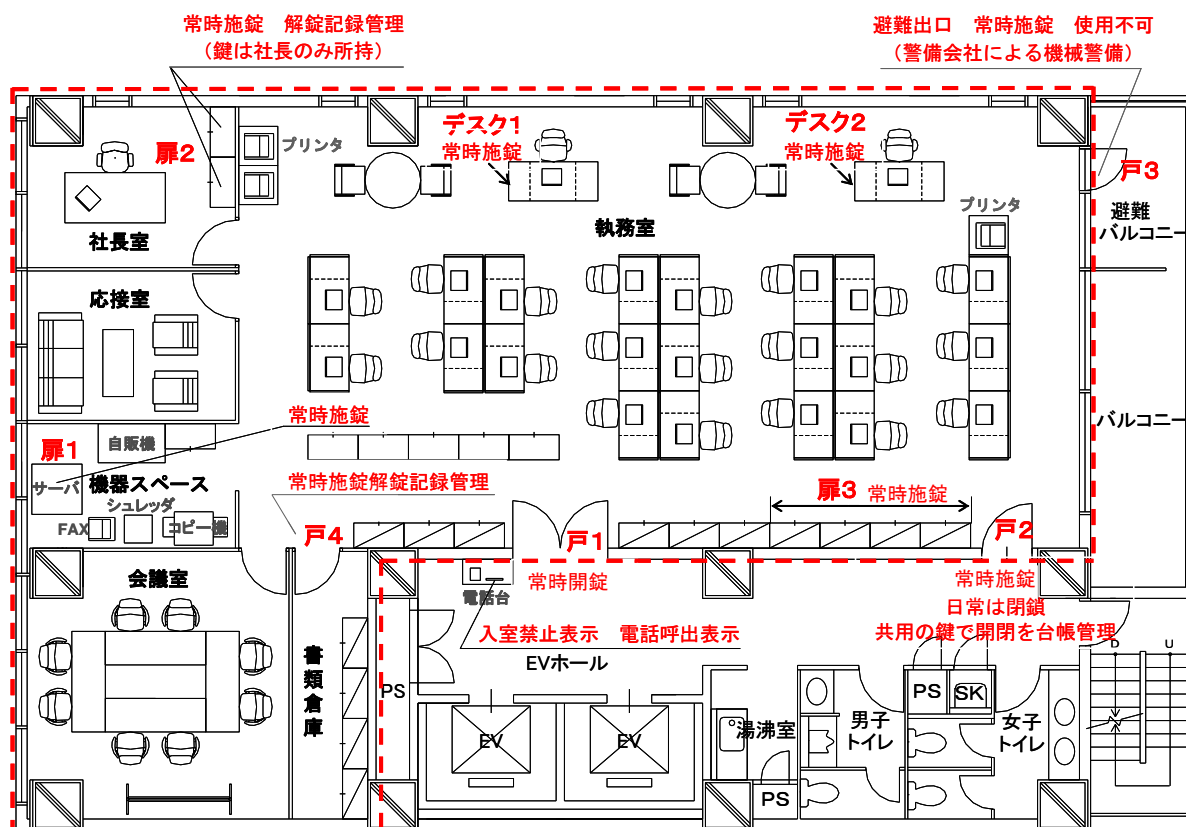 常時施錠　解錠記録管理
（鍵は社長のみ所持）
避難出口　常時施錠　使用不可
（警備会社による機械警備）
扉2
プリンタ
デスク1
常時施錠
デスク2
常時施錠
戸3
社長室
執務室
プリンタ
避難
バルコニー
応接室
常時施錠
扉1
自販機
バルコニー
サーバ
機器スペース
常時施錠解錠記録管理
扉3 常時施錠
シュレッダ
FAX
コピー機
戸4
戸1
戸2
会議室
電話台
常時開錠
常時施錠
日常は閉鎖
共用の鍵で開閉を台帳管理
入室禁止表示　電話呼出表示
EVホール
書類倉庫
PS
D
U
PS
SK
EV
EV
湯沸室
男子
トイレ
女子
トイレ
PS